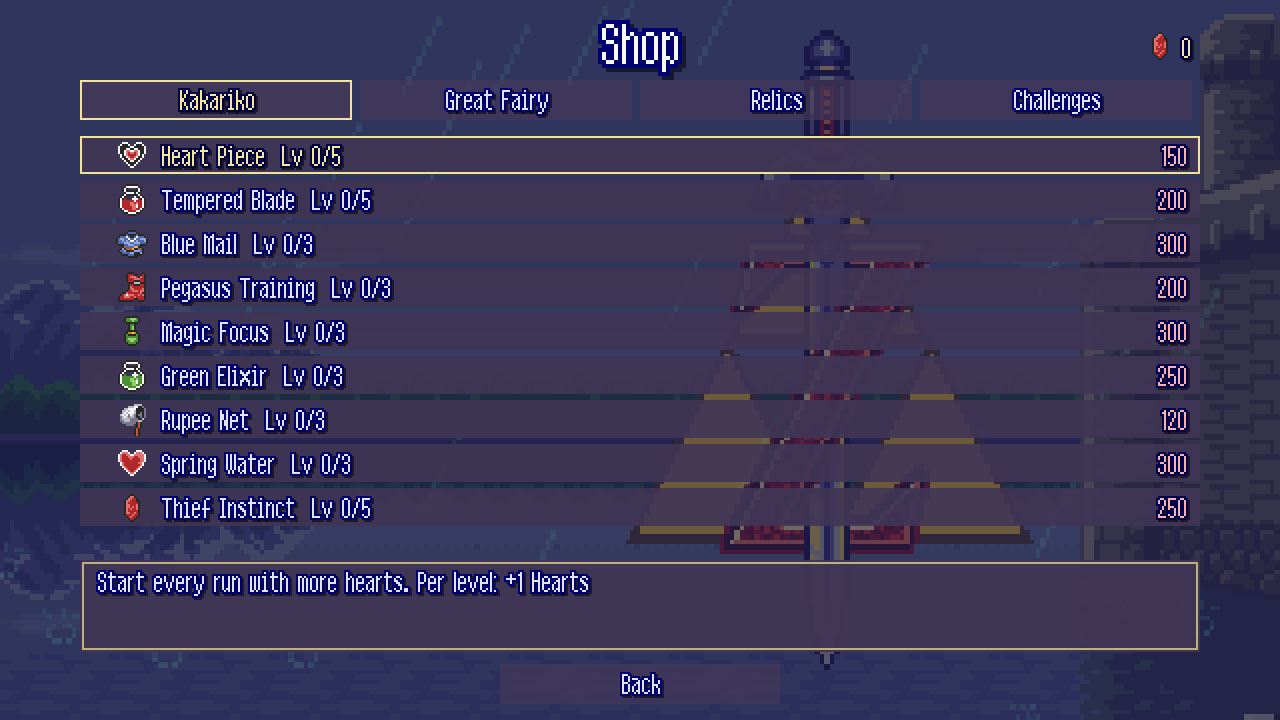 Shop
0
Kakariko Great Fairy Relics Challenges
Heart Piece Lv 0/5 150
Tempered Blade Lv 0/5 200
Blue Mail Lv 0/3 300
Pegasus Training Lv 0/3 200
Magic Focus Lv 0/3 300
Green Elixir Lv 0/3 250
Rupee Net Lv 0/3 120
Spring Water Lv 0/3 300
Thief Instinct Lv 0/5 250
Start every run with more hearts. Per level: +1 Hearts
Back